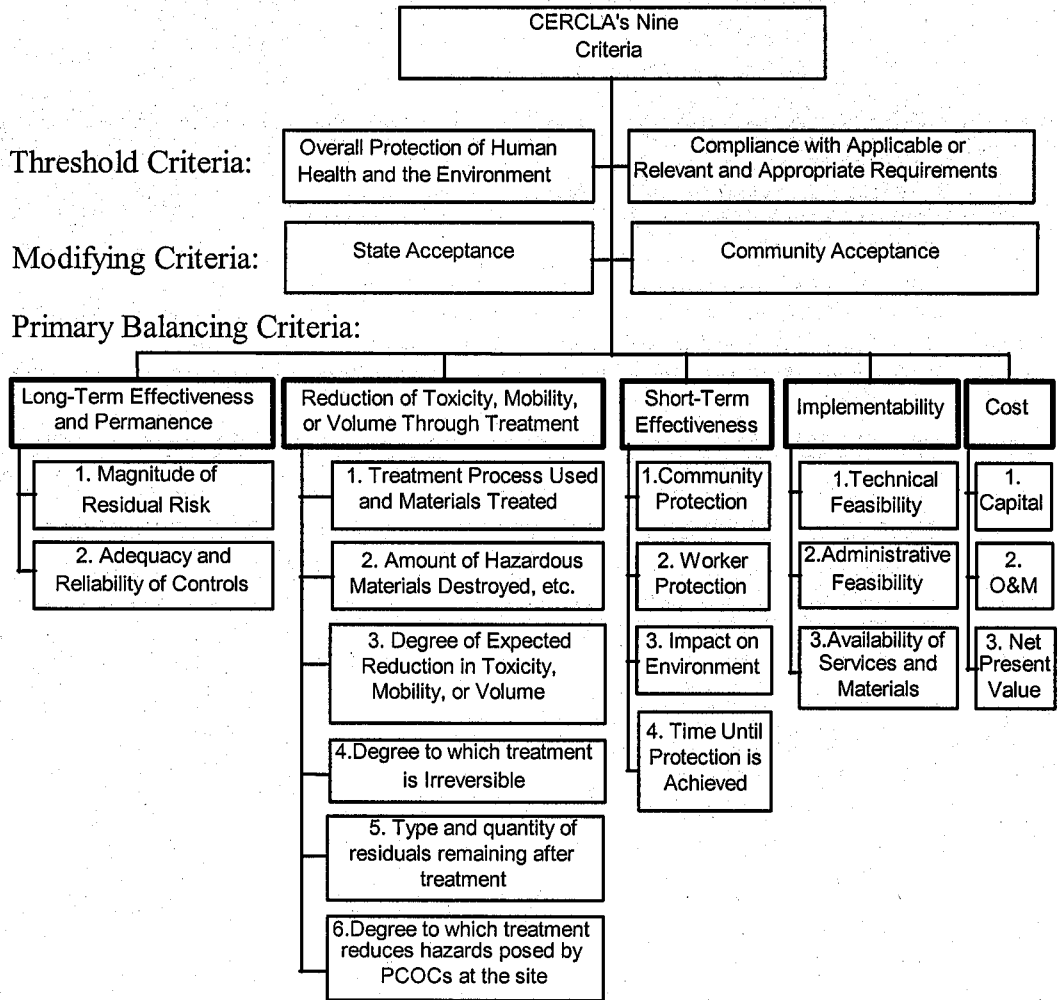 CERCLA's Nine
Criteria
Threshold Criteria:
Overall Protection of Human
Health and the Environment
Compliance with Applicable or
Relevant and Appropriate Requirements
Modifying Criteria:
State Acceptance
Community Acceptance
Primary Balancing Criteria:
Long-Term Effectiveness
and Permanence
1. Magnitude of
Residual Risk
2. Adequacy and
Reliability of Controls
Reduction of Toxicity, Mobility,
or Volume Through Treatment
1. Treatment Process Used
and Materials Treated
2. Amount of Hazardous
Materials Destroyed, etc.
3. Degree of Expected
Reduction in Toxicity,
Mobility, or Volume
4.Degree to which treatment
is Irreversible
5. Type and quantity of
residuals remaining after
treatment
6.Degree to which treatment
reduces hazards posed by
PCOCs at the site
Short-Term
Effectiveness
1.Community
Protection
2. Worker
Protection
3. Impact on
Environment
4. Time Until
Protection is
Achieved
Implementability
1.Technical
Feasibility
2.Administrative
Feasibility
3.Availability of
Services and
Materials
Cost
1.
Capital
2.
O&M
3. Net
Present
Value